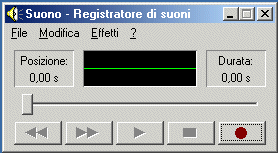 Suono - Registratore di suoni
File Modifica Effetti ?
Posizione: Durata:
0,00 s 0,00 s